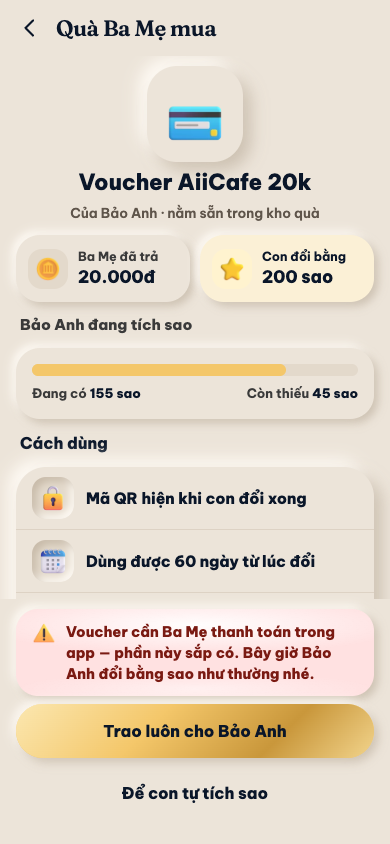 Quà Ba Mẹ mua
Voucher AiiCafe 20k
Của Bảo Anh · nằm sẵn trong kho quà
Ba Mẹ đã trả
20.000đ
Con đổi bằng
200 sao
Bảo Anh đang tích sao
Đang có 155 sao
Còn thiếu 45 sao
Cách dùng
Mã QR hiện khi con đổi xong
Dùng được 60 ngày từ lúc đổi
Voucher cần Ba Mẹ thanh toán trong
app — phần này sắp có. Bây giờ Bảo
Anh đổi bằng sao như thường nhé.
Trao luôn cho Bảo Anh
Để con tự tích sao